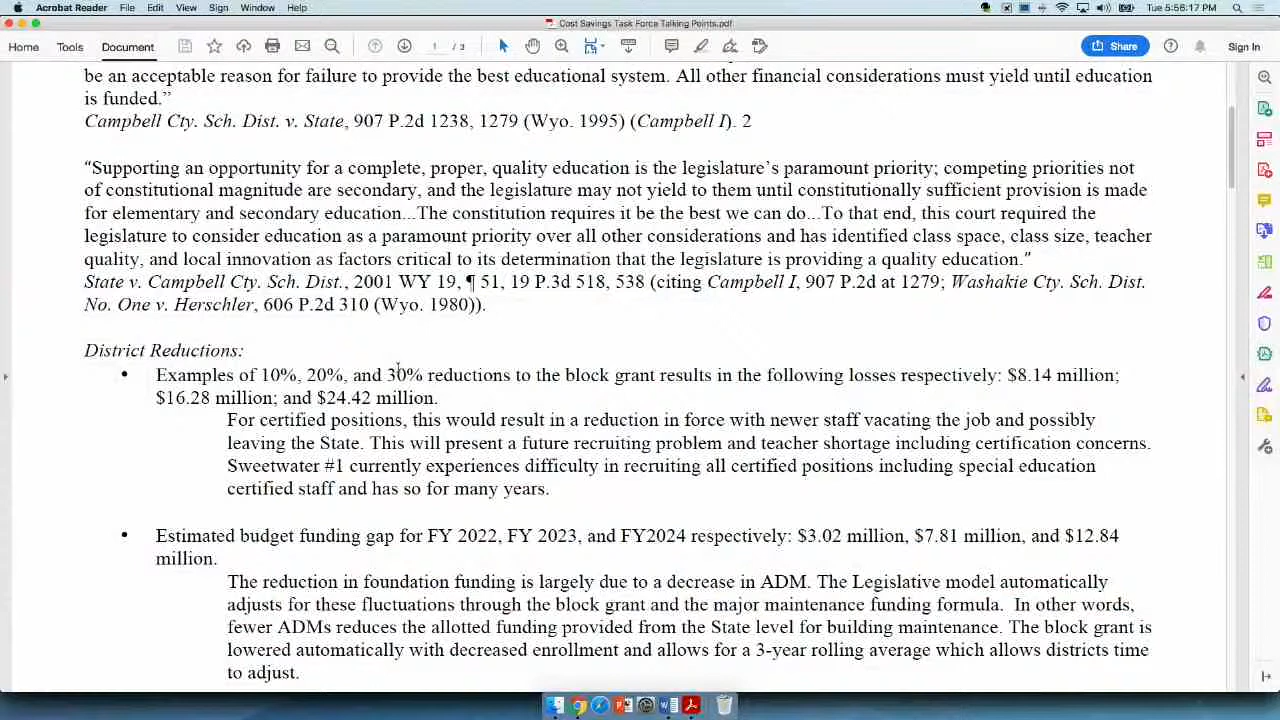 Acrobat Reader File Edit View Sign Window Help Tue 5:56:17 PM
Cost Savings Task Force Talking Points.pdf
Home Tools Document 1 / 3 Share Sign In
be an acceptable reason for failure to provide the best educational system. All other financial considerations must yield until education
is funded.”
Campbell Cty. Sch. Dist. v. State, 907 P.2d 1238, 1279 (Wyo. 1995) (Campbell I). 2
“Supporting an opportunity for a complete, proper, quality education is the legislature’s paramount priority; competing priorities not
of constitutional magnitude are secondary, and the legislature may not yield to them until constitutionally sufficient provision is made
for elementary and secondary education...The constitution requires it be the best we can do...To that end, this court required the
legislature to consider education as a paramount priority over all other considerations and has identified class space, class size, teacher
quality, and local innovation as factors critical to its determination that the legislature is providing a quality education.”
State v. Campbell Cty. Sch. Dist., 2001 WY 19, ¶ 51, 19 P.3d 518, 538 (citing Campbell I, 907 P.2d at 1279; Washakie Cty. Sch. Dist.
No. One v. Herschler, 606 P.2d 310 (Wyo. 1980)).
District Reductions:
• Examples of 10%, 20%, and 30% reductions to the block grant results in the following losses respectively: $8.14 million;
$16.28 million; and $24.42 million.
For certified positions, this would result in a reduction in force with newer staff vacating the job and possibly
leaving the State. This will present a future recruiting problem and teacher shortage including certification concerns.
Sweetwater #1 currently experiences difficulty in recruiting all certified positions including special education
certified staff and has so for many years.
• Estimated budget funding gap for FY 2022, FY 2023, and FY2024 respectively: $3.02 million, $7.81 million, and $12.84
million.
The reduction in foundation funding is largely due to a decrease in ADM. The Legislative model automatically
adjusts for these fluctuations through the block grant and the major maintenance funding formula. In other words,
fewer ADMs reduces the allotted funding provided from the State level for building maintenance. The block grant is
lowered automatically with decreased enrollment and allows for a 3-year rolling average which allows districts time
to adjust.